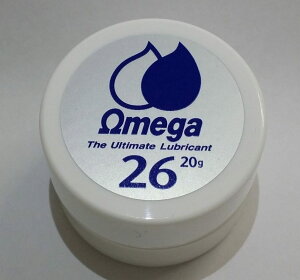 Ωmega
The Ultimate Lubricant
26 20g